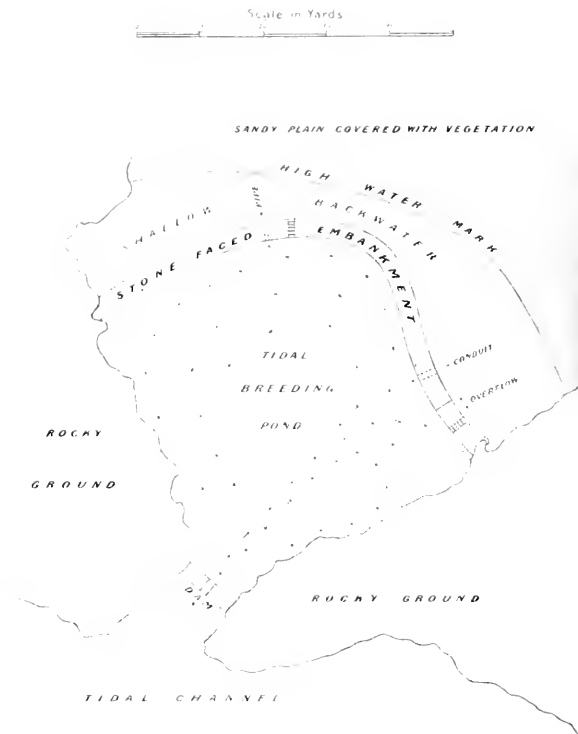 Scale in Yards
SANDY PLAIN COVERED WITH VEGETATION
HIGH WATER MARK
SHALLOW BACKWATER
PIPE
STONE FACED EMBANKMENT
TIDAL
BREEDING
POND
CONDUIT
OVERFLOW
ROCKY
GROUND
DAM
ROCKY GROUND
TIDAL CHANNEL